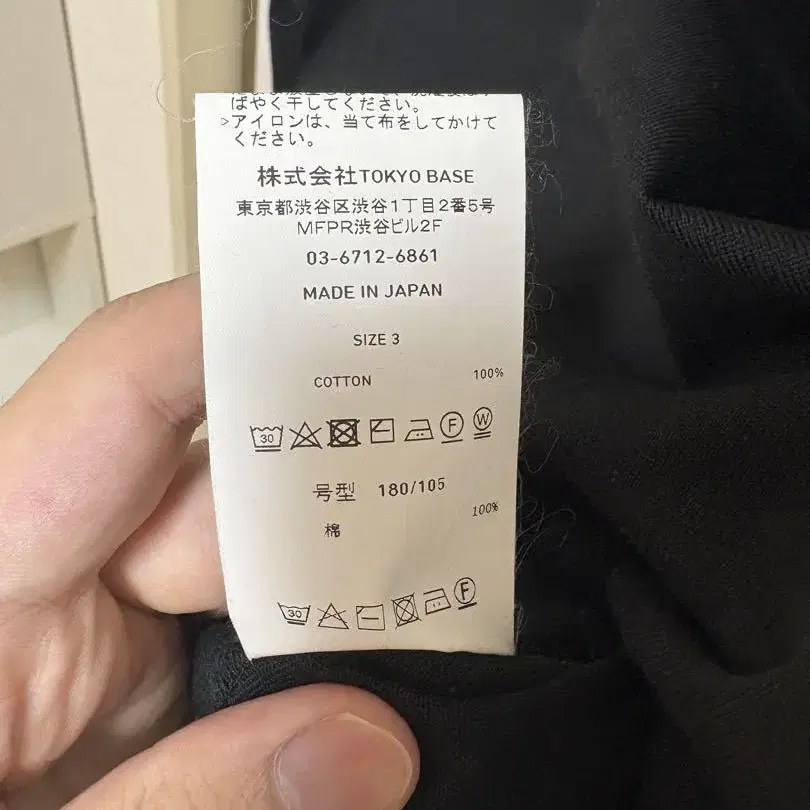 ばやく干してください。
▷アイロンは、当て布をしてかけて
ください。
株式会社TOKYO BASE
東京都渋谷区渋谷1丁目2番5号
MFPR渋谷ビル2F
03-6712-6861
MADE IN JAPAN
SIZE 3
COTTON 100%
30 F W
号型 180/105
棉 100%
30 F